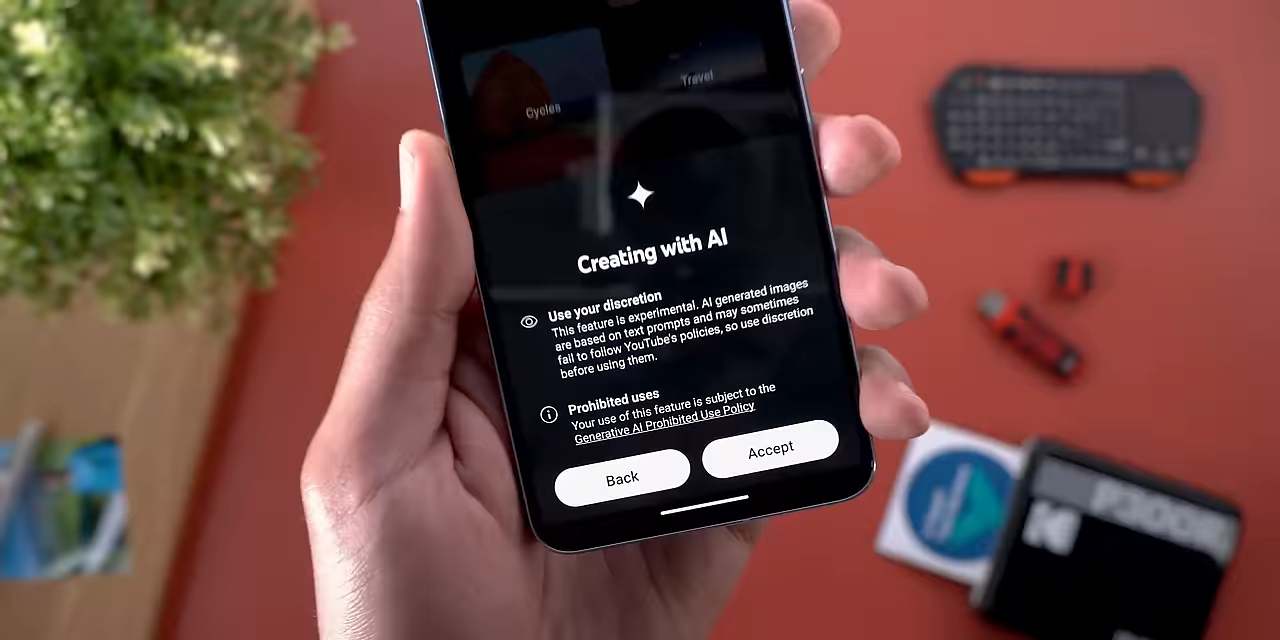 Travel
Cycles
Creating with AI
Use your discretion
This feature is experimental. AI generated images
are based on text prompts and may sometimes
fail to follow YouTube's policies, so use discretion
before using them.
Prohibited uses
Your use of this feature is subject to the
Generative AI Prohibited Use Policy
Back
Accept